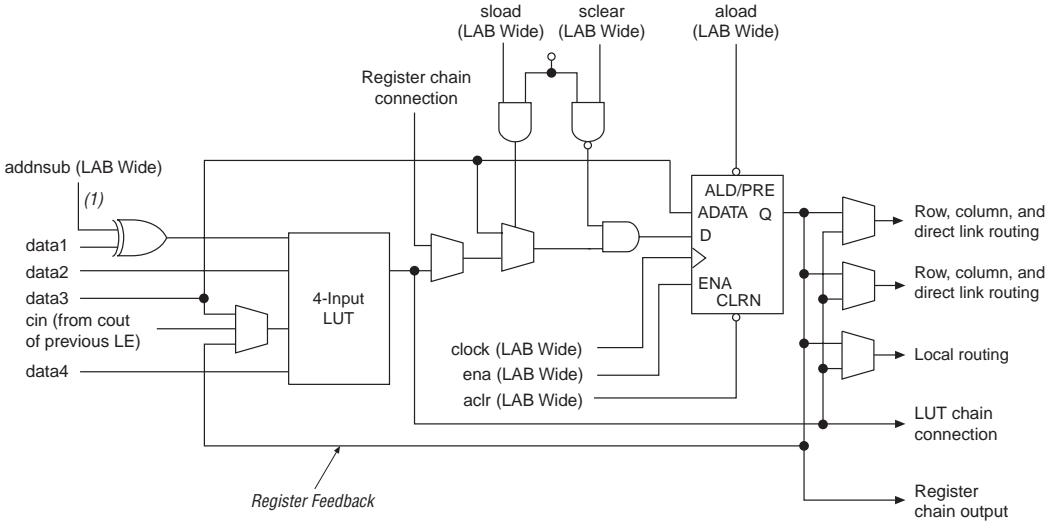 sload
(LAB Wide)
sclear
(LAB Wide)
aload
(LAB Wide)
Register chain
connection
addnsub (LAB Wide)
(1)
data1
data2
data3
cin (from cout
of previous LE)
data4
4-Input
LUT
ALD/PRE
ADATA Q
D
ENA
CLRN
clock (LAB Wide)
ena (LAB Wide)
aclr (LAB Wide)
Row, column, and
direct link routing
Row, column, and
direct link routing
Local routing
LUT chain
connection
Register
chain output
Register Feedback